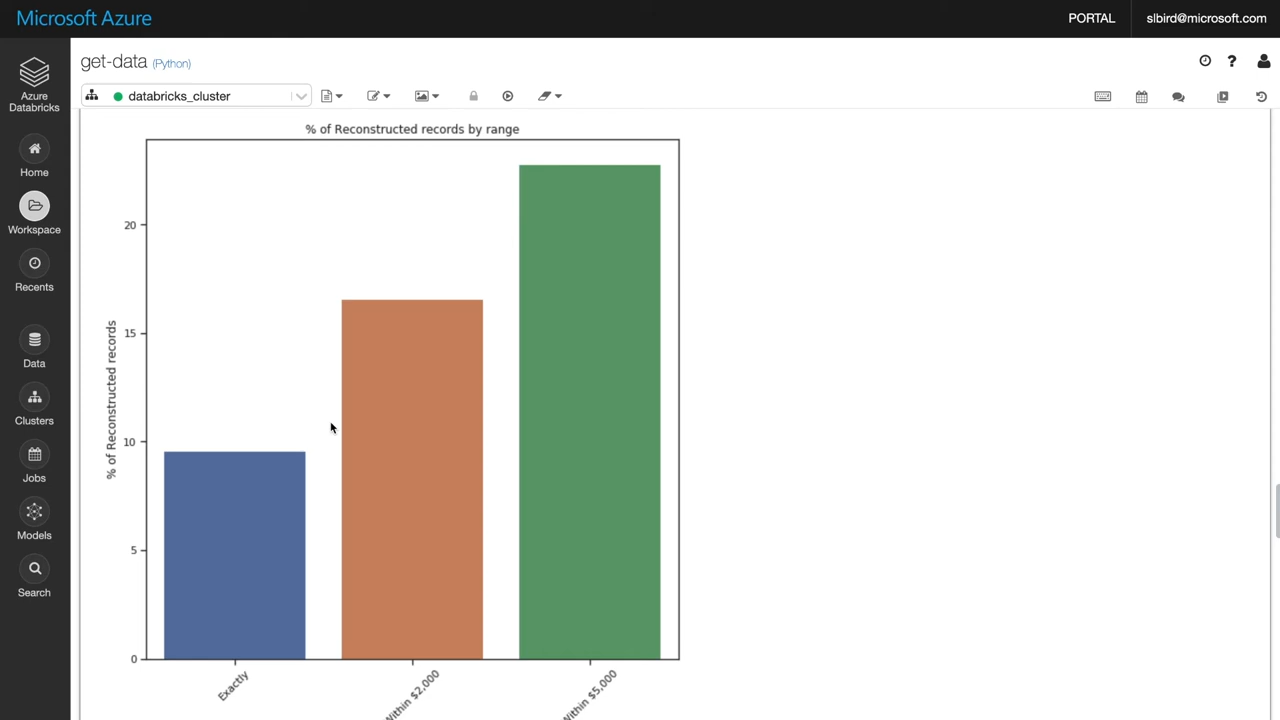 Microsoft Azure
PORTAL
slbird@microsoft.com
get-data (Python)
?
databricks_cluster
Azure
Databricks
Home
Workspace
Recents
Data
Clusters
Jobs
Models
Search
% of Reconstructed records by range
% of Reconstructed records
20
15
10
5
0
Exactly
Within $2,000
Within $5,000